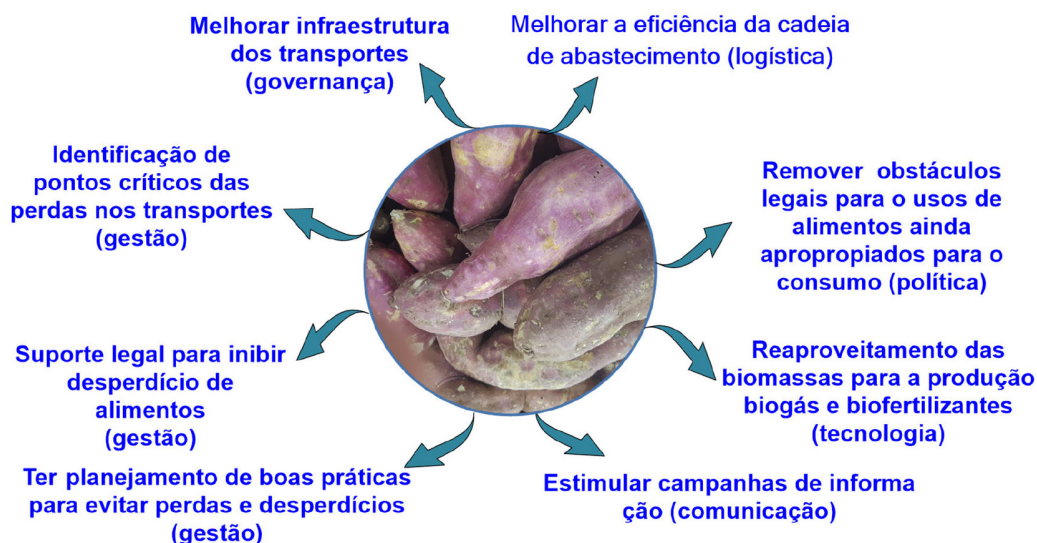 Melhorar infraestrutura
dos transportes
(governança)
Melhorar a eficiência da cadeia
de abastecimento (logística)
Identificação de
pontos críticos das
perdas nos transportes
(gestão)
Remover obstáculos
legais para o usos de
alimentos ainda
apropropiados para o
consumo (política)
Suporte legal para inibir
desperdício de
alimentos
(gestão)
Reaproveitamento das
biomassas para a produção
biogás e biofertilizantes
(tecnologia)
Ter planejamento de boas práticas
para evitar perdas e desperdícios
(gestão)
Estimular campanhas de informa
ção (comunicação)